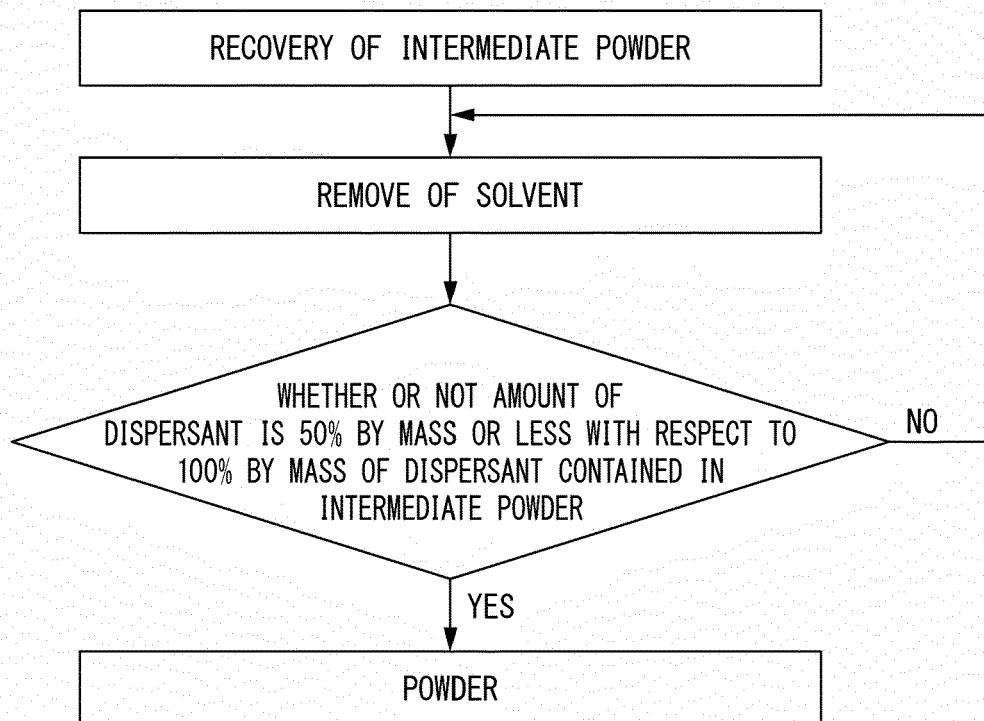 RECOVERY OF INTERMEDIATE POWDER
REMOVE OF SOLVENT
WHETHER OR NOT AMOUNT OF
DISPERSANT IS 50% BY MASS OR LESS WITH RESPECT TO
100% BY MASS OF DISPERSANT CONTAINED IN
INTERMEDIATE POWDER
NO
YES
POWDER